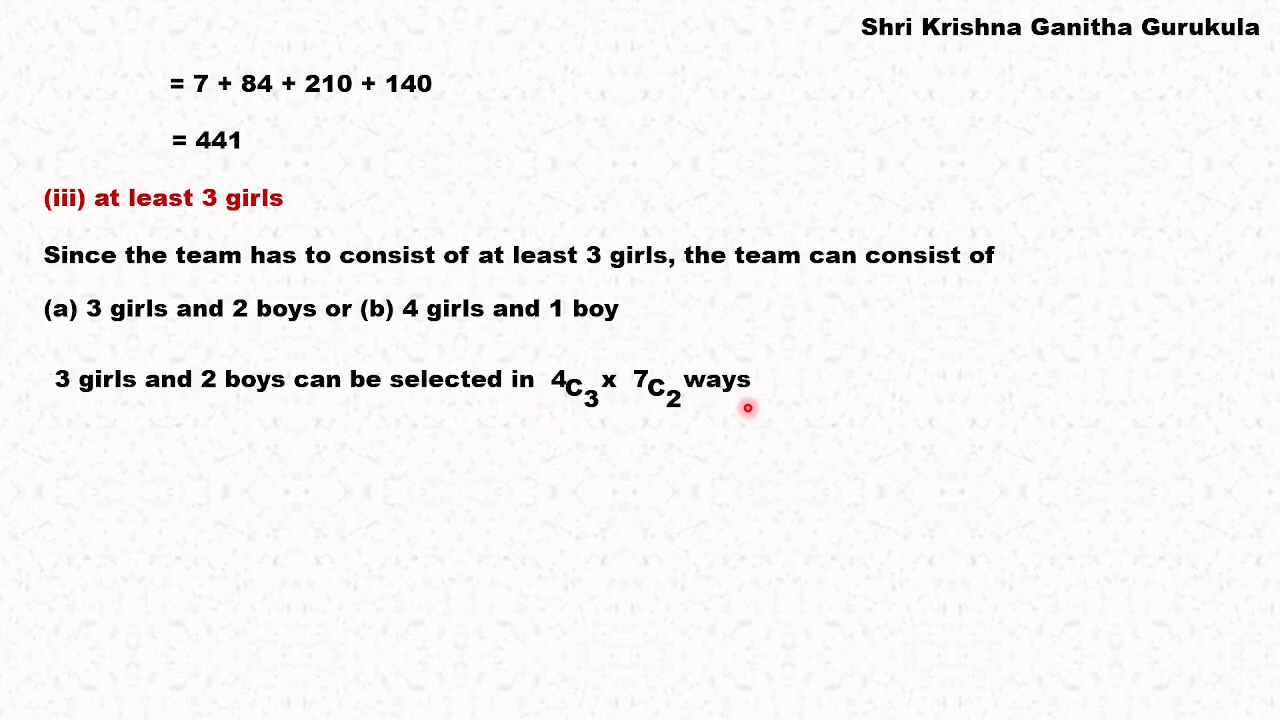 Shri Krishna Ganitha Gurukula
= 7 + 84 + 210 + 140
= 441
(iii) at least 3 girls
Since the team has to consist of at least 3 girls, the team can consist of
(a) 3 girls and 2 boys or (b) 4 girls and 1 boy
3 girls and 2 boys can be selected in 4C3 x 7C2 ways